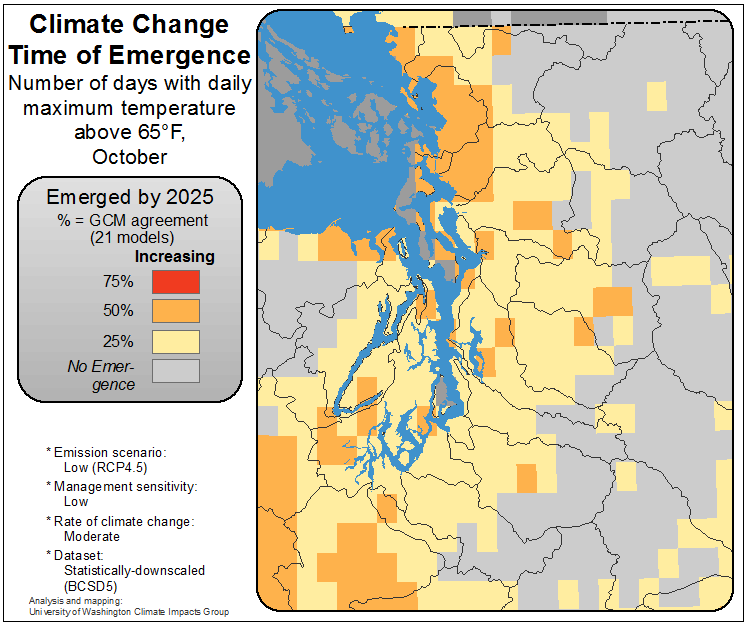 Climate Change
Time of Emergence
Number of days with daily
maximum temperature
above 65°F,
October
Emerged by 2025
% = GCM agreement
(21 models)
Increasing
75%
50%
25%
No Emer-
gence
* Emission scenario:
Low (RCP4.5)
* Management sensitivity:
Low
* Rate of climate change:
Moderate
* Dataset:
Statistically-downscaled
(BCSD5)
Analysis and mapping:
University of Washington Climate Impacts Group